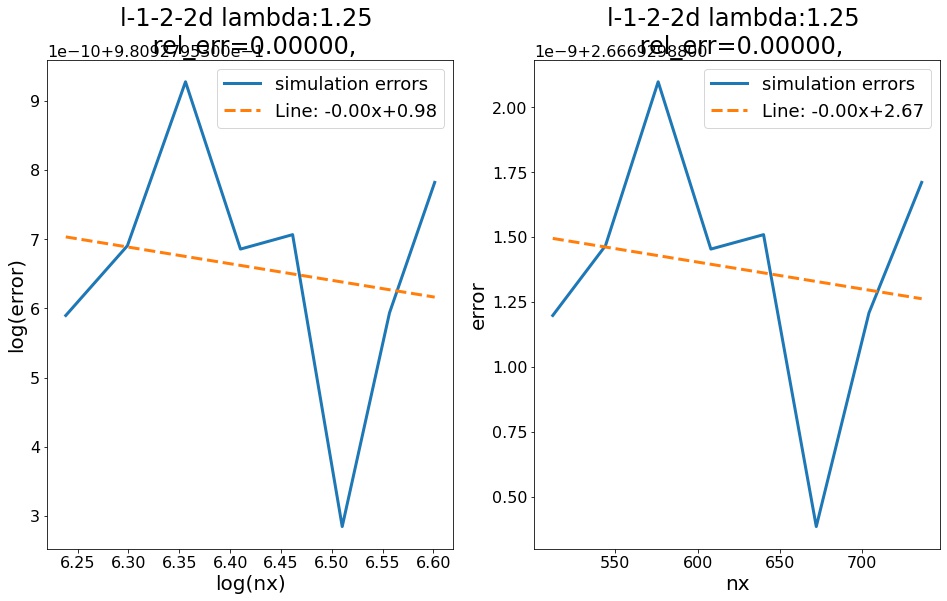 l-1-2-2d lambda:1.25
rel_err=0.00000,
1e−10+9.8092795300e−1
simulation errors
Line: -0.00x+0.98
9
8
7
6
5
4
3
log(error)
6.25 6.30 6.35 6.40 6.45 6.50 6.55 6.60
log(nx)
l-1-2-2d lambda:1.25
rel_err=0.00000,
1e−9+2.6669298800
simulation errors
Line: -0.00x+2.67
2.00
1.75
1.50
1.25
1.00
0.75
0.50
error
550 600 650 700
nx